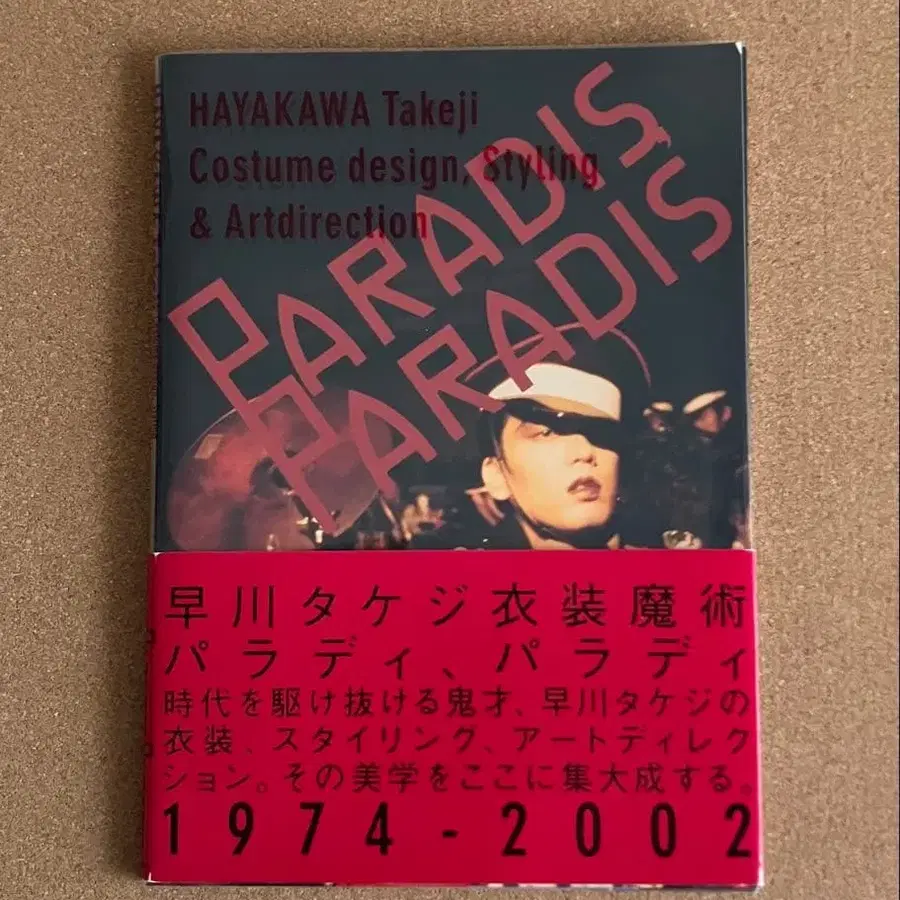 HAYAKAWA Takeji
Costume design, Styling
& Artdirection
PARADIS
PARADIS
早川タケジ衣装魔術
パラディ、パラディ
時代を駆け抜ける鬼才、早川タケジの
衣装、スタイリング、アートディレク
ション。その美学をここに集大成する。
1974-2002